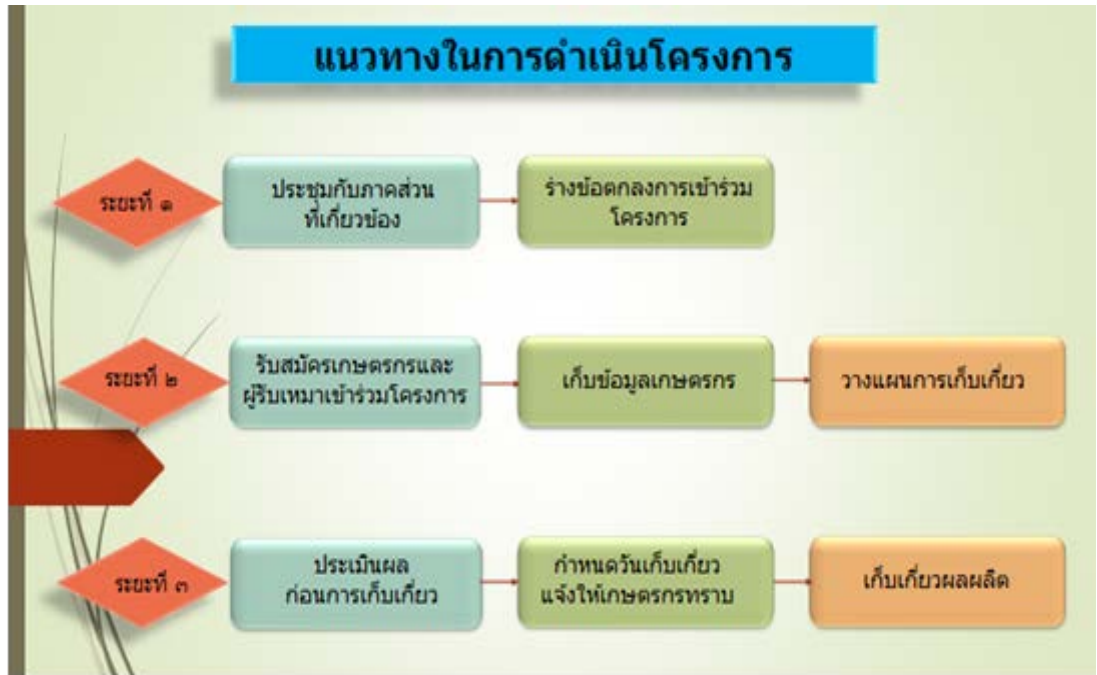 แนวทางในการดำเนินโครงการ
ระยะที่ ๑
ประชุมกับภาคส่วน
ที่เกี่ยวข้อง
ร่างข้อตกลงการเข้าร่วม
โครงการ
ระยะที่ ๒
รับสมัครเกษตรกรและ
ผู้รับเหมาเข้าร่วมโครงการ
เก็บข้อมูลเกษตรกร
วางแผนการเก็บเกี่ยว
ระยะที่ ๓
ประเมินผล
ก่อนการเก็บเกี่ยว
กำหนดวันเก็บเกี่ยว
แจ้งให้เกษตรกรทราบ
เก็บเกี่ยวผลผลิต